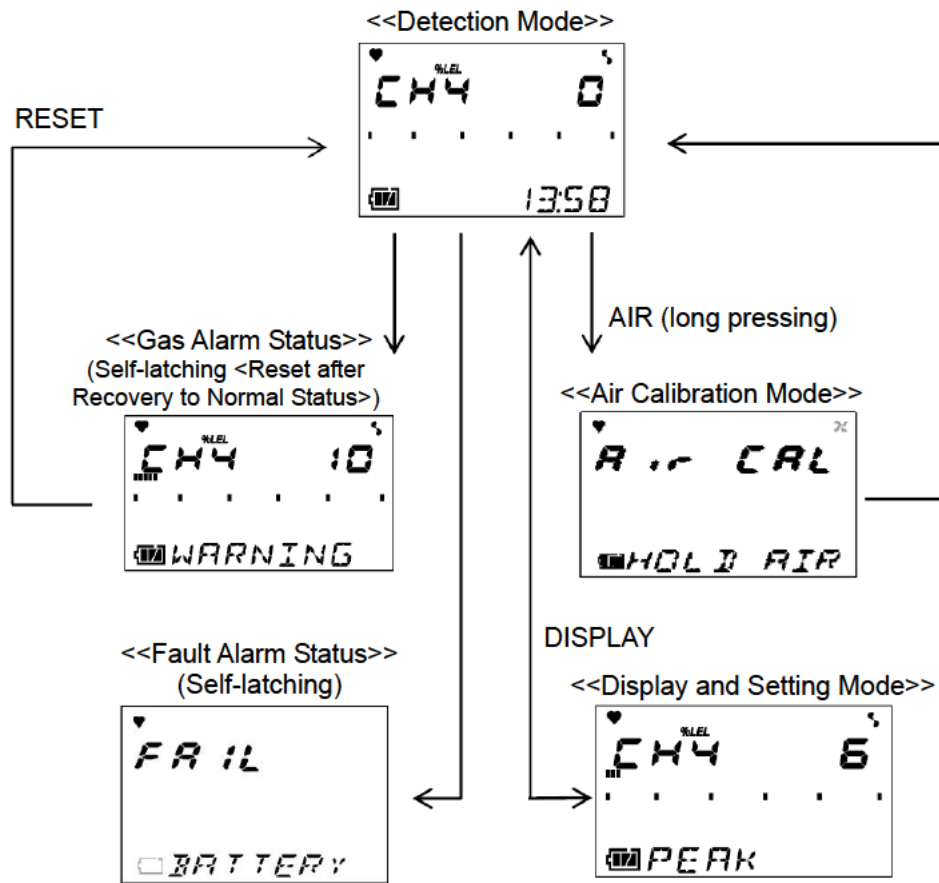 <<Detection Mode>>
%LEL
CH4 0
13:58
RESET
AIR (long pressing)
<<Gas Alarm Status>>
(Self-latching <Reset after
Recovery to Normal Status>)
%LEL
CH4 10
WARNING
<<Air Calibration Mode>>
Air CAL
HOLD AIR
DISPLAY
<<Fault Alarm Status>>
(Self-latching)
FAIL
BATTERY
<<Display and Setting Mode>>
%LEL
CH4 6
PEAK